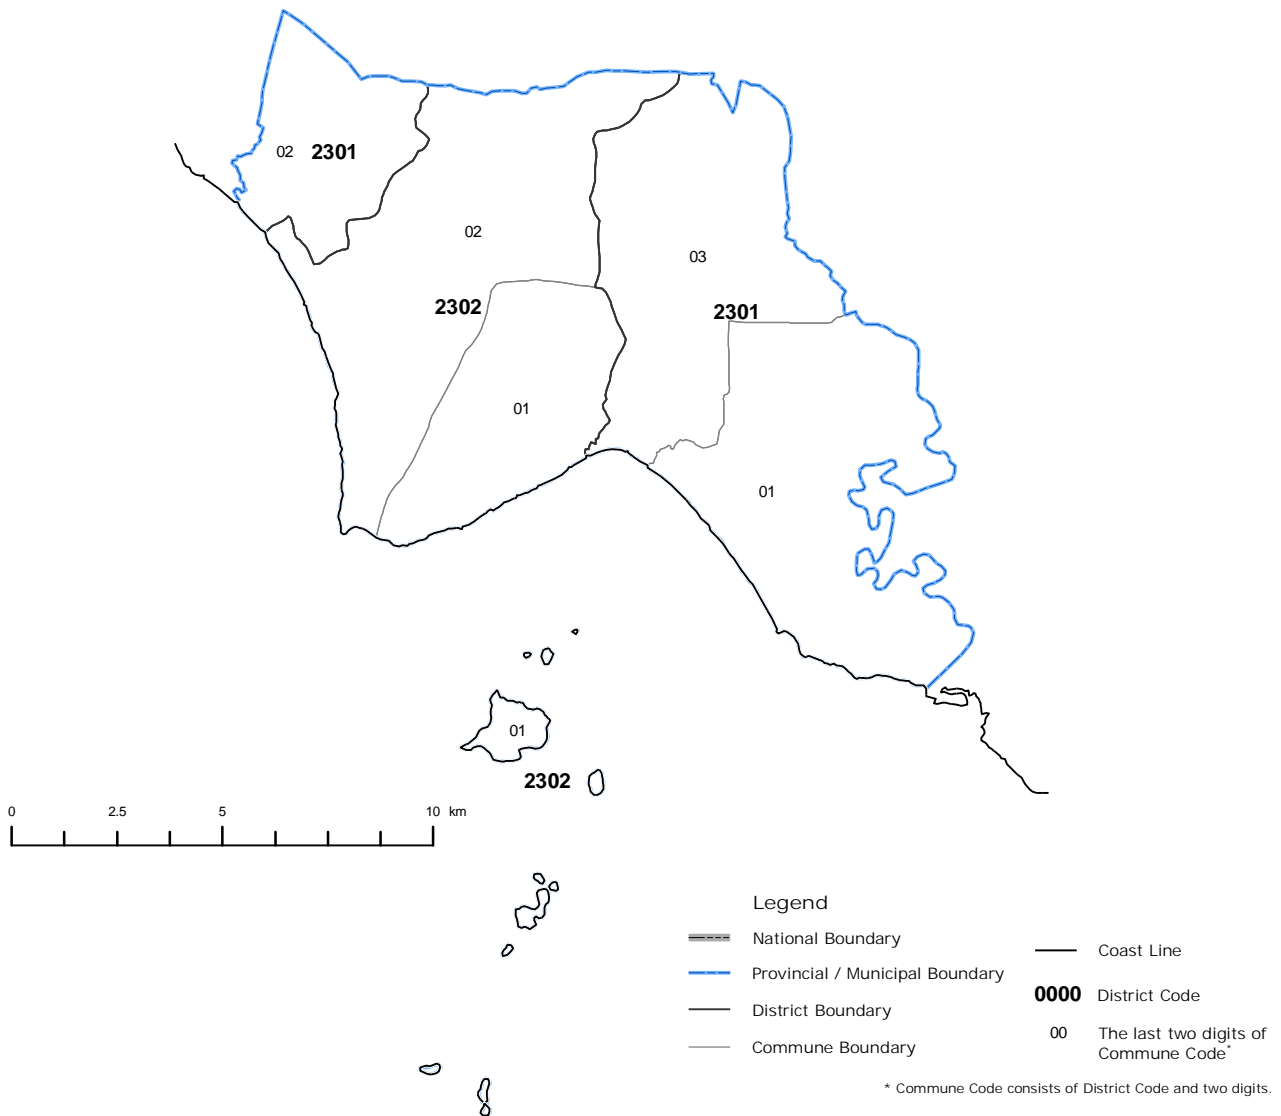 02 2301
02
03
2302
2301
01
01
01
2302
0 2.5 5 10 km
Legend
National Boundary
Provincial / Municipal Boundary
District Boundary
Commune Boundary
Coast Line
0000 District Code
00 The last two digits of
Commune Code*
* Commune Code consists of District Code and two digits.